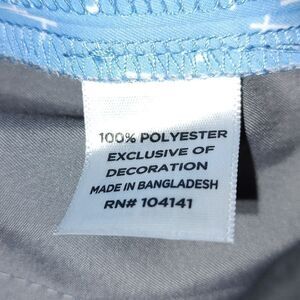 100% POLYESTER
EXCLUSIVE OF
DECORATION
MADE IN BANGLADESH
RN# 104141